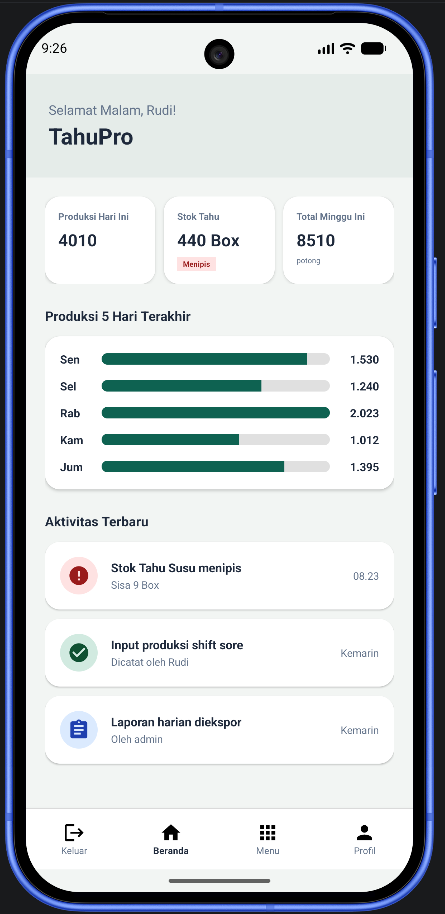 9:26
Selamat Malam, Rudi!
TahuPro
Produksi Hari Ini
4010
Stok Tahu
440 Box
Menipis
Total Minggu Ini
8510
potong
Produksi 5 Hari Terakhir
Sen 1.530
Sel 1.240
Rab 2.023
Kam 1.012
Jum 1.395
Aktivitas Terbaru
Stok Tahu Susu menipis
Sisa 9 Box
08.23
Input produksi shift sore
Dicatat oleh Rudi
Kemarin
Laporan harian diekspor
Oleh admin
Kemarin
Keluar
Beranda
Menu
Profil